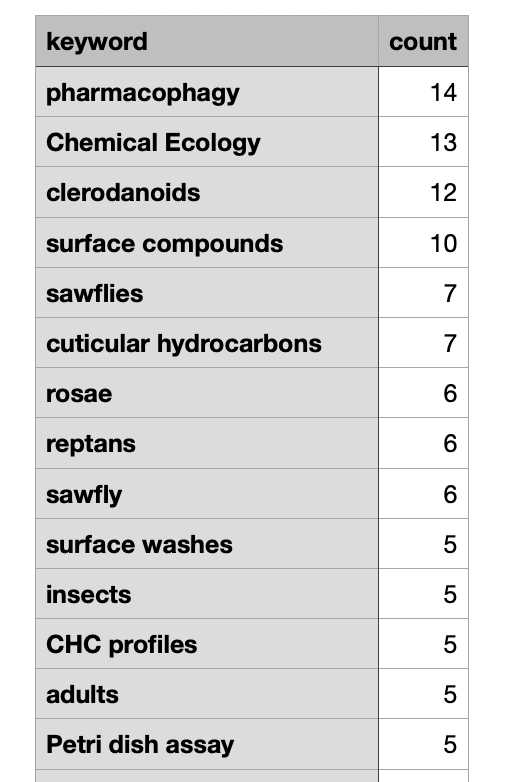 keyword count
pharmacophagy 14
Chemical Ecology 13
clerodanoids 12
surface compounds 10
sawflies 7
cuticular hydrocarbons 7
rosae 6
reptans 6
sawfly 6
surface washes 5
insects 5
CHC profiles 5
adults 5
Petri dish assay 5